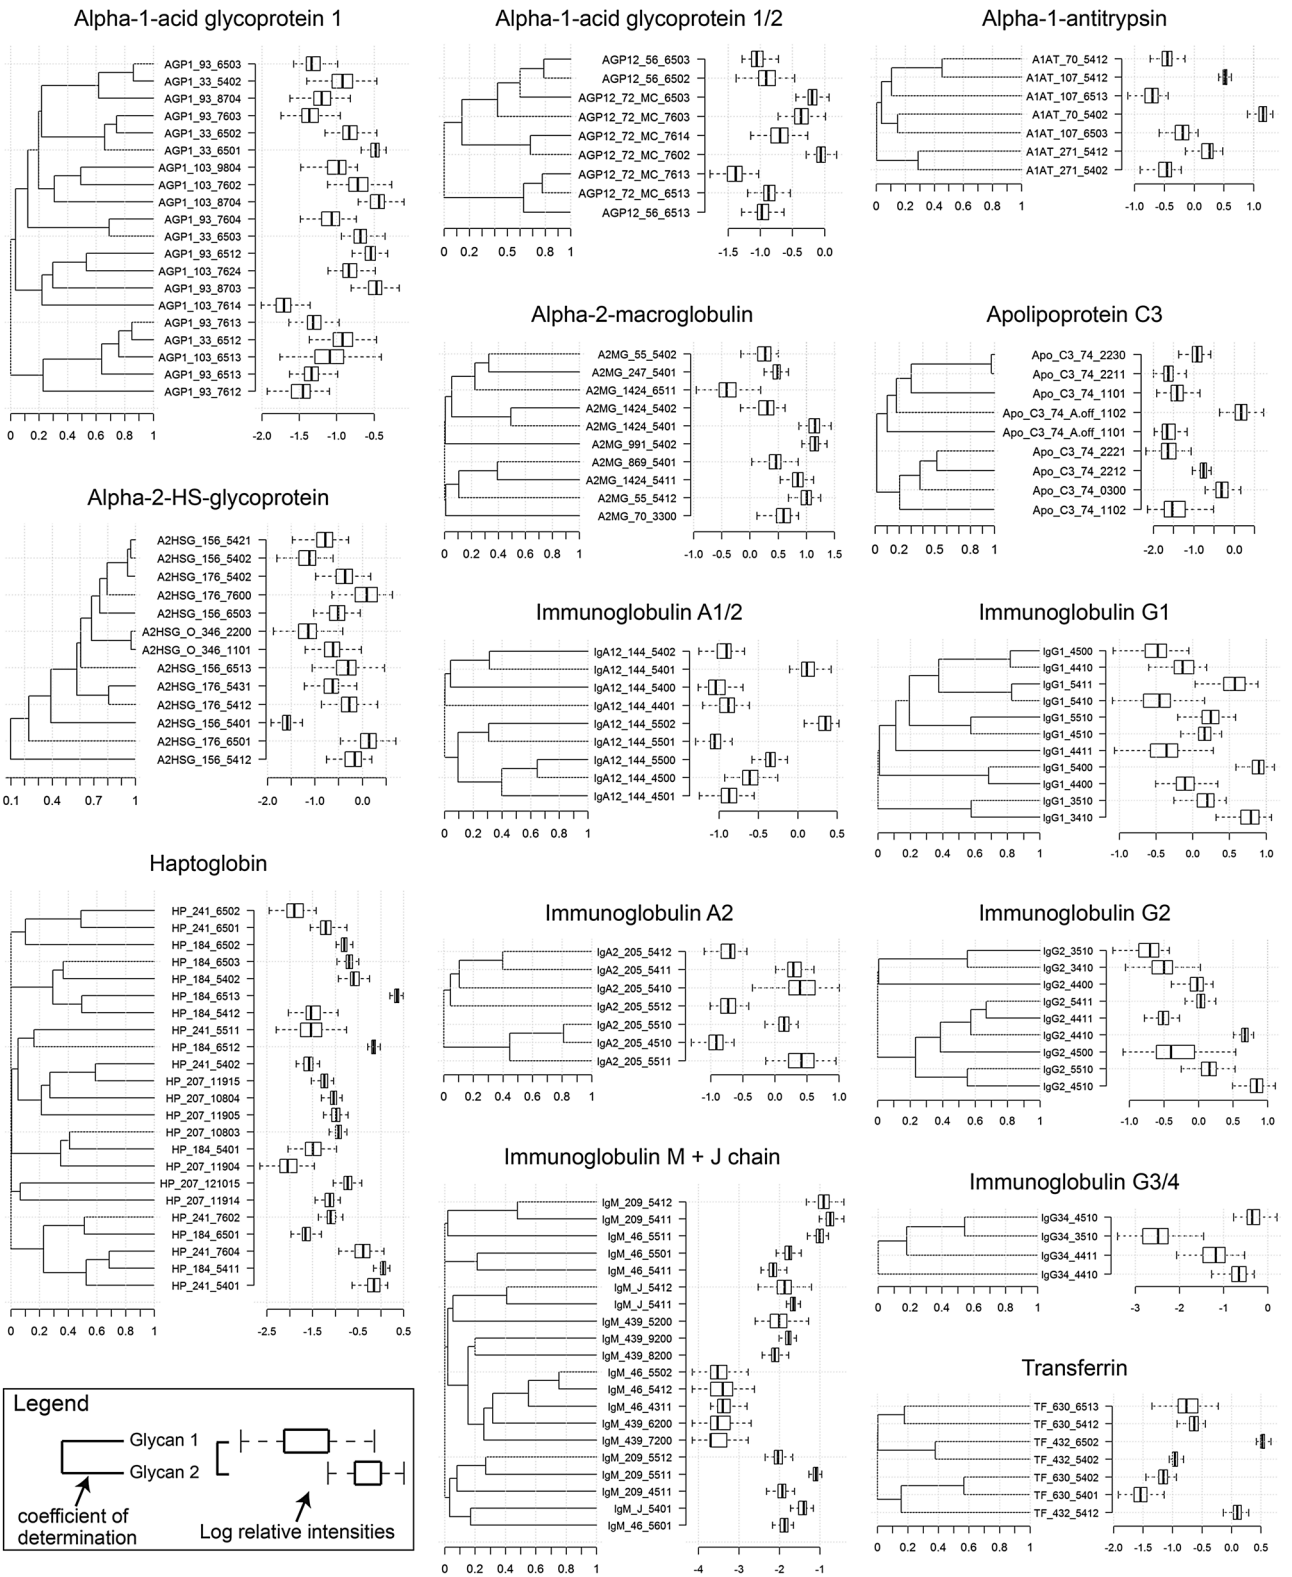 Alpha-1-acid glycoprotein 1
AGP1_93_6503
AGP1_33_5402
AGP1_93_8704
AGP1_93_7603
AGP1_33_6502
AGP1_33_6501
AGP1_103_9804
AGP1_103_7602
AGP1_103_8704
AGP1_93_7604
AGP1_33_6503
AGP1_93_6512
AGP1_103_7624
AGP1_93_8703
AGP1_103_7614
AGP1_93_7613
AGP1_33_6512
AGP1_103_6513
AGP1_93_6513
AGP1_93_7612
0 0.2 0.4 0.6 0.8 1 -2.0 -1.5 -1.0 -0.5
Alpha-2-HS-glycoprotein
A2HSG_156_5421
A2HSG_156_5402
A2HSG_176_5402
A2HSG_176_7600
A2HSG_156_6503
A2HSG_O_346_2200
A2HSG_O_346_1101
A2HSG_156_6513
A2HSG_176_5431
A2HSG_176_5412
A2HSG_156_5401
A2HSG_176_6501
A2HSG_156_5412
0.1 0.4 0.7 1 -2.0 -1.0 0.0
Haptoglobin
HP_241_6502
HP_241_6501
HP_184_6502
HP_184_6503
HP_184_5402
HP_184_6513
HP_184_5412
HP_241_5511
HP_184_6512
HP_241_5402
HP_207_11915
HP_207_10804
HP_207_11905
HP_207_10803
HP_184_5401
HP_207_11904
HP_207_121015
HP_207_11914
HP_241_7602
HP_184_6501
HP_241_7604
HP_184_5411
HP_241_5401
0 0.2 0.4 0.6 0.8 1 -2.5 -1.5 -0.5 0.5
Legend
Glycan 1
Glycan 2
coefficient of
determination
Log relative intensities
Alpha-1-acid glycoprotein 1/2
AGP12_56_6503
AGP12_56_6502
AGP12_72_MC_6503
AGP12_72_MC_7603
AGP12_72_MC_7614
AGP12_72_MC_7602
AGP12_72_MC_7613
AGP12_72_MC_6513
AGP12_56_6513
0 0.2 0.5 0.8 1 -1.5 -1.0 -0.5 0.0
Alpha-2-macroglobulin
A2MG_55_5402
A2MG_247_5401
A2MG_1424_6511
A2MG_1424_5402
A2MG_1424_5401
A2MG_991_5402
A2MG_869_5401
A2MG_1424_5411
A2MG_55_5412
A2MG_70_3300
0 0.2 0.4 0.6 0.8 1 -1.0 -0.5 0.0 0.5 1.0 1.5
Immunoglobulin A1/2
IgA12_144_5402
IgA12_144_5401
IgA12_144_5400
IgA12_144_4401
IgA12_144_5502
IgA12_144_5501
IgA12_144_5500
IgA12_144_4500
IgA12_144_4501
0 0.2 0.4 0.6 0.8 1 -1.0 -0.5 0.0 0.5
Immunoglobulin A2
IgA2_205_5412
IgA2_205_5411
IgA2_205_5410
IgA2_205_5512
IgA2_205_5510
IgA2_205_4510
IgA2_205_5511
0 0.2 0.4 0.6 0.8 1 -1.0 -0.5 0.0 0.5 1.0
Immunoglobulin M + J chain
IgM_209_5412
IgM_209_5411
IgM_46_5511
IgM_46_5501
IgM_46_5411
IgM_J_5412
IgM_J_5411
IgM_439_5200
IgM_439_9200
IgM_439_8200
IgM_46_5502
IgM_46_5412
IgM_46_4311
IgM_439_6200
IgM_439_7200
IgM_209_5512
IgM_209_5511
IgM_209_4511
IgM_J_5401
IgM_46_5601
0 0.2 0.4 0.6 0.8 1 -4 -3 -2 -1
Alpha-1-antitrypsin
A1AT_70_5412
A1AT_107_5412
A1AT_107_6513
A1AT_70_5402
A1AT_107_6503
A1AT_271_5412
A1AT_271_5402
0 0.2 0.4 0.6 0.8 1 -1.0 -0.5 0.0 0.5 1.0
Apolipoprotein C3
Apo_C3_74_2230
Apo_C3_74_2211
Apo_C3_74_1101
Apo_C3_74_A.off_1102
Apo_C3_74_A.off_1101
Apo_C3_74_2221
Apo_C3_74_2212
Apo_C3_74_0300
Apo_C3_74_1102
0 0.2 0.5 0.8 1 -2.0 -1.0 0.0
Immunoglobulin G1
IgG1_4500
IgG1_4410
IgG1_5411
IgG1_5410
IgG1_5510
IgG1_4510
IgG1_4411
IgG1_5400
IgG1_4400
IgG1_3510
IgG1_3410
0 0.2 0.4 0.6 0.8 1 -1.0 -0.5 0.0 0.5 1.0
Immunoglobulin G2
IgG2_3510
IgG2_3410
IgG2_4400
IgG2_5411
IgG2_4411
IgG2_4410
IgG2_4500
IgG2_5510
IgG2_4510
0 0.2 0.4 0.6 0.8 1 -1.0 -0.5 0.0 0.5 1.0
Immunoglobulin G3/4
IgG34_4510
IgG34_3510
IgG34_4411
IgG34_4410
0 0.2 0.4 0.6 0.8 1 -3 -2 -1 0
Transferrin
TF_630_6513
TF_630_5412
TF_432_6502
TF_432_5402
TF_630_5402
TF_630_5401
TF_432_5412
0 0.2 0.4 0.6 0.8 1 -2.0 -1.5 -1.0 -0.5 0.0 0.5